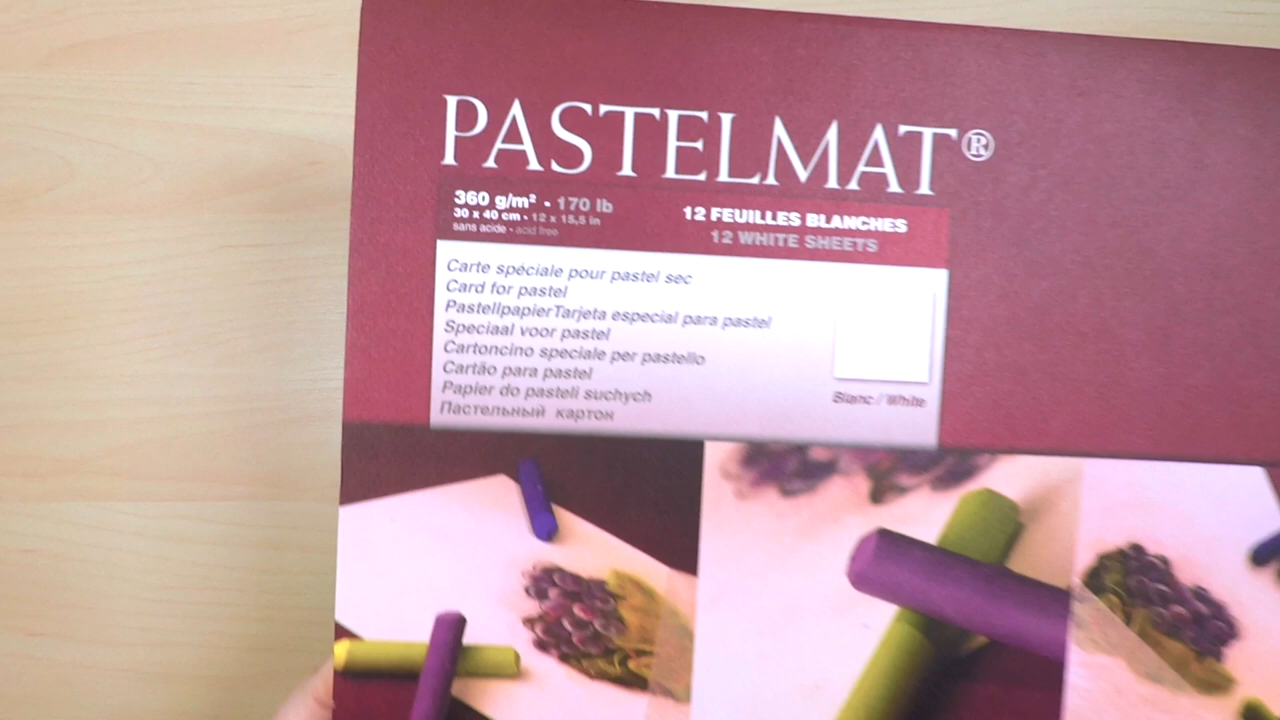 PASTELMAT®
360 g/m² - 170 lb
30 x 40 cm - 12 x 15,5 in
sans acide - acid free
12 FEUILLES BLANCHES
12 WHITE SHEETS
Carte spéciale pour pastel sec
Card for pastel
PastellpapierTarjeta especial para pastel
Speciaal voor pastel
Cartoncino speciale per pastello
Cartão para pastel
Papier do pasteli suchych
Пастельный картон
Blanc / White